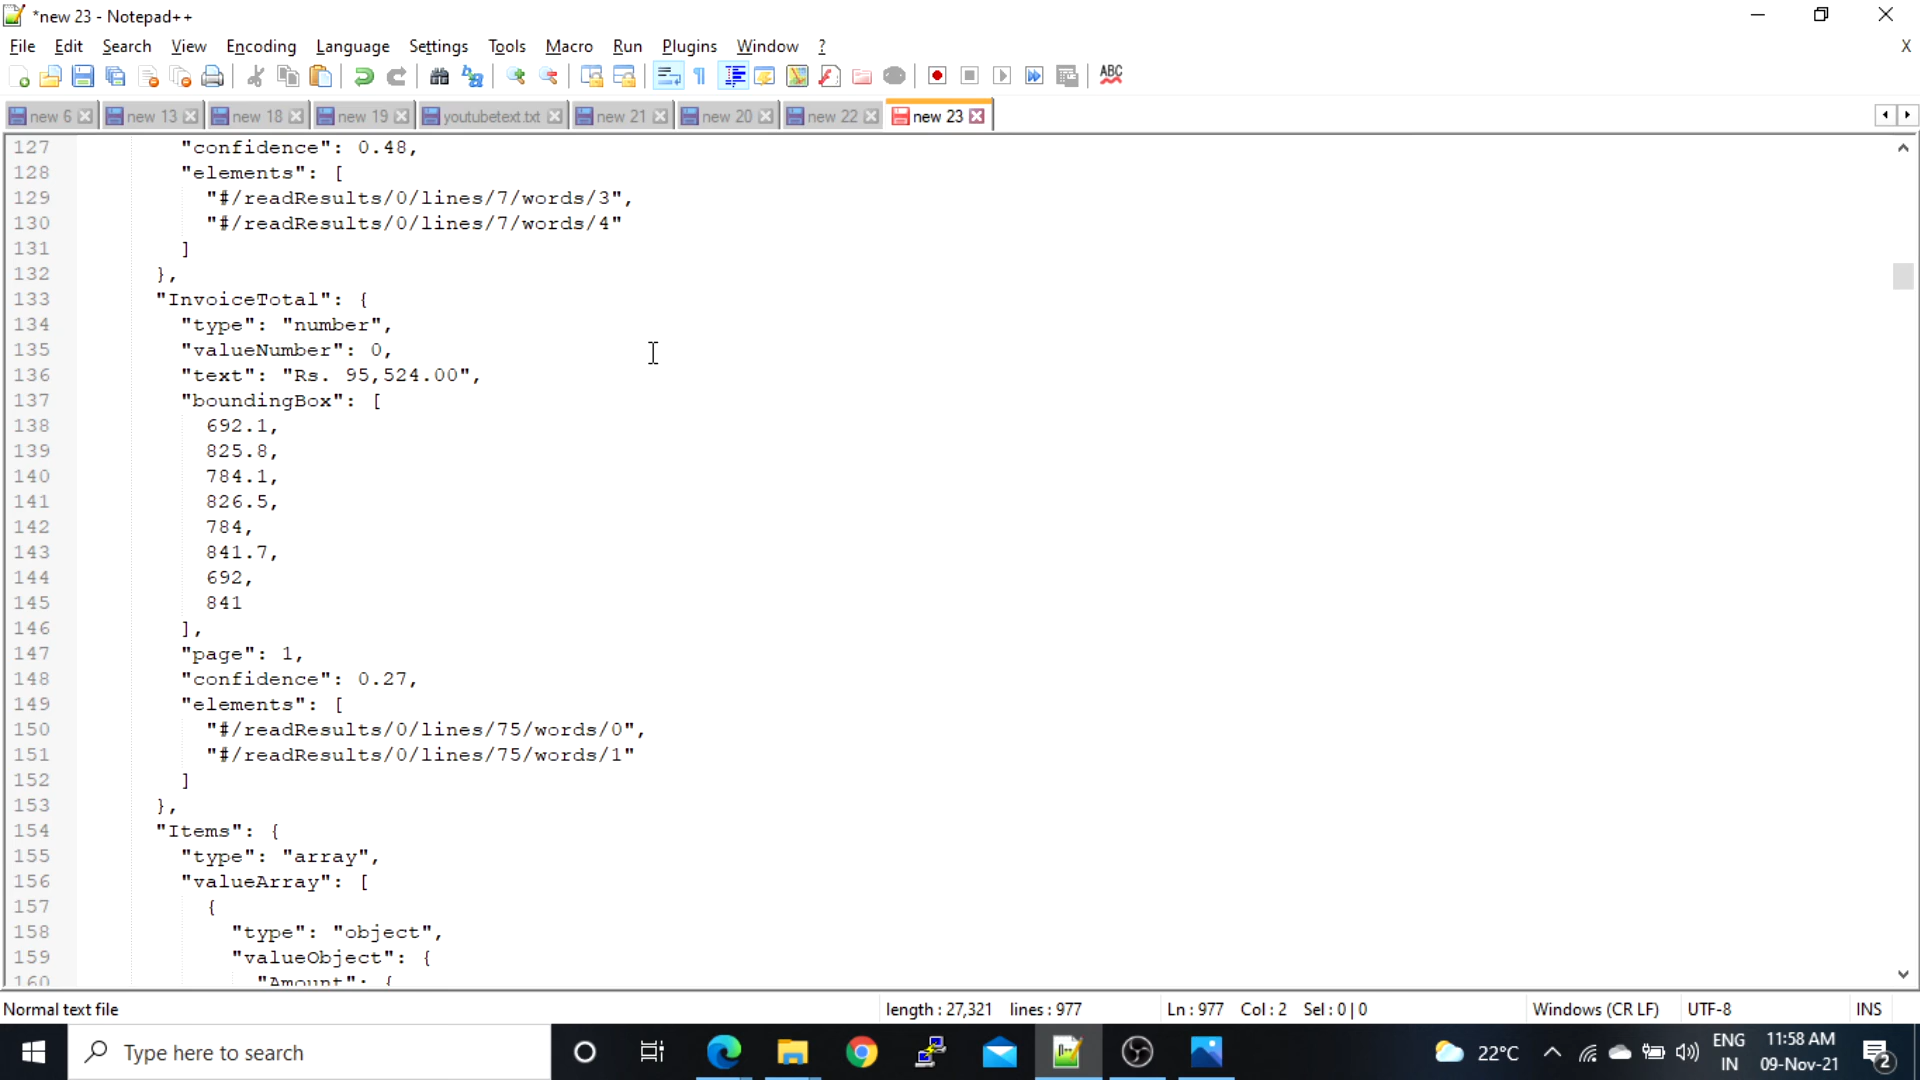 *new 23 - Notepad++
File Edit Search View Encoding Language Settings Tools Macro Run Plugins Window ? X
ABC
new 6 new 13 new 18 new 19 youtubetext.txt new 21 new 20 new 22 new 23
127 "confidence": 0.48,
128 "elements": [
129 "#/readResults/0/lines/7/words/3",
130 "#/readResults/0/lines/7/words/4"
131 ]
132 },
133 "InvoiceTotal": {
134 "type": "number",
135 "valueNumber": 0,
136 "text": "Rs. 95,524.00",
137 "boundingBox": [
138 692.1,
139 825.8,
140 784.1,
141 826.5,
142 784,
143 841.7,
144 692,
145 841
146 ],
147 "page": 1,
148 "confidence": 0.27,
149 "elements": [
150 "#/readResults/0/lines/75/words/0",
151 "#/readResults/0/lines/75/words/1"
152 ]
153 },
154 "Items": {
155 "type": "array",
156 "valueArray": [
157 {
158 "type": "object",
159 "valueObject": {
160 "Amount": {
Normal text file length : 27,321 lines : 977 Ln : 977 Col : 2 Sel : 0 | 0 Windows (CR LF) UTF-8 INS
Type here to search 22°C ENG 11:58 AM
IN 09-Nov-21 2